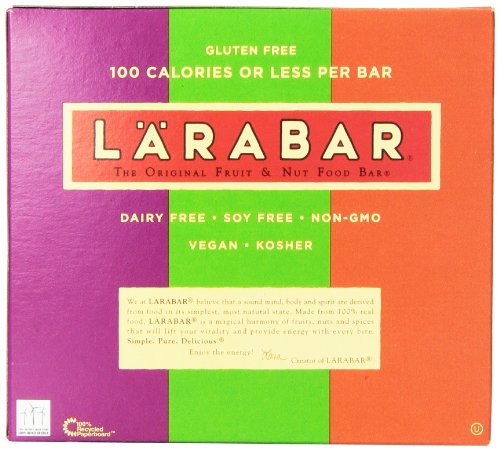 GLUTEN FREE
100 CALORIES OR LESS PER BAR
LÄRABAR®
THE ORIGINAL FRUIT & NUT FOOD BAR®
DAIRY FREE • SOY FREE • NON-GMO
VEGAN • KOSHER
We at LÄRABAR® believe that a sound mind, body and spirit are derived
from food in its simplest, most natural state. Made from 100% real
food, LÄRABAR® is a magical harmony of fruits, nuts and spices
that will lift your vitality and provide energy with every bite.
Simple. Pure. Delicious.®
Enjoy the energy! Lara Creator of LÄRABAR®
100%
Recycled
Paperboard™
U